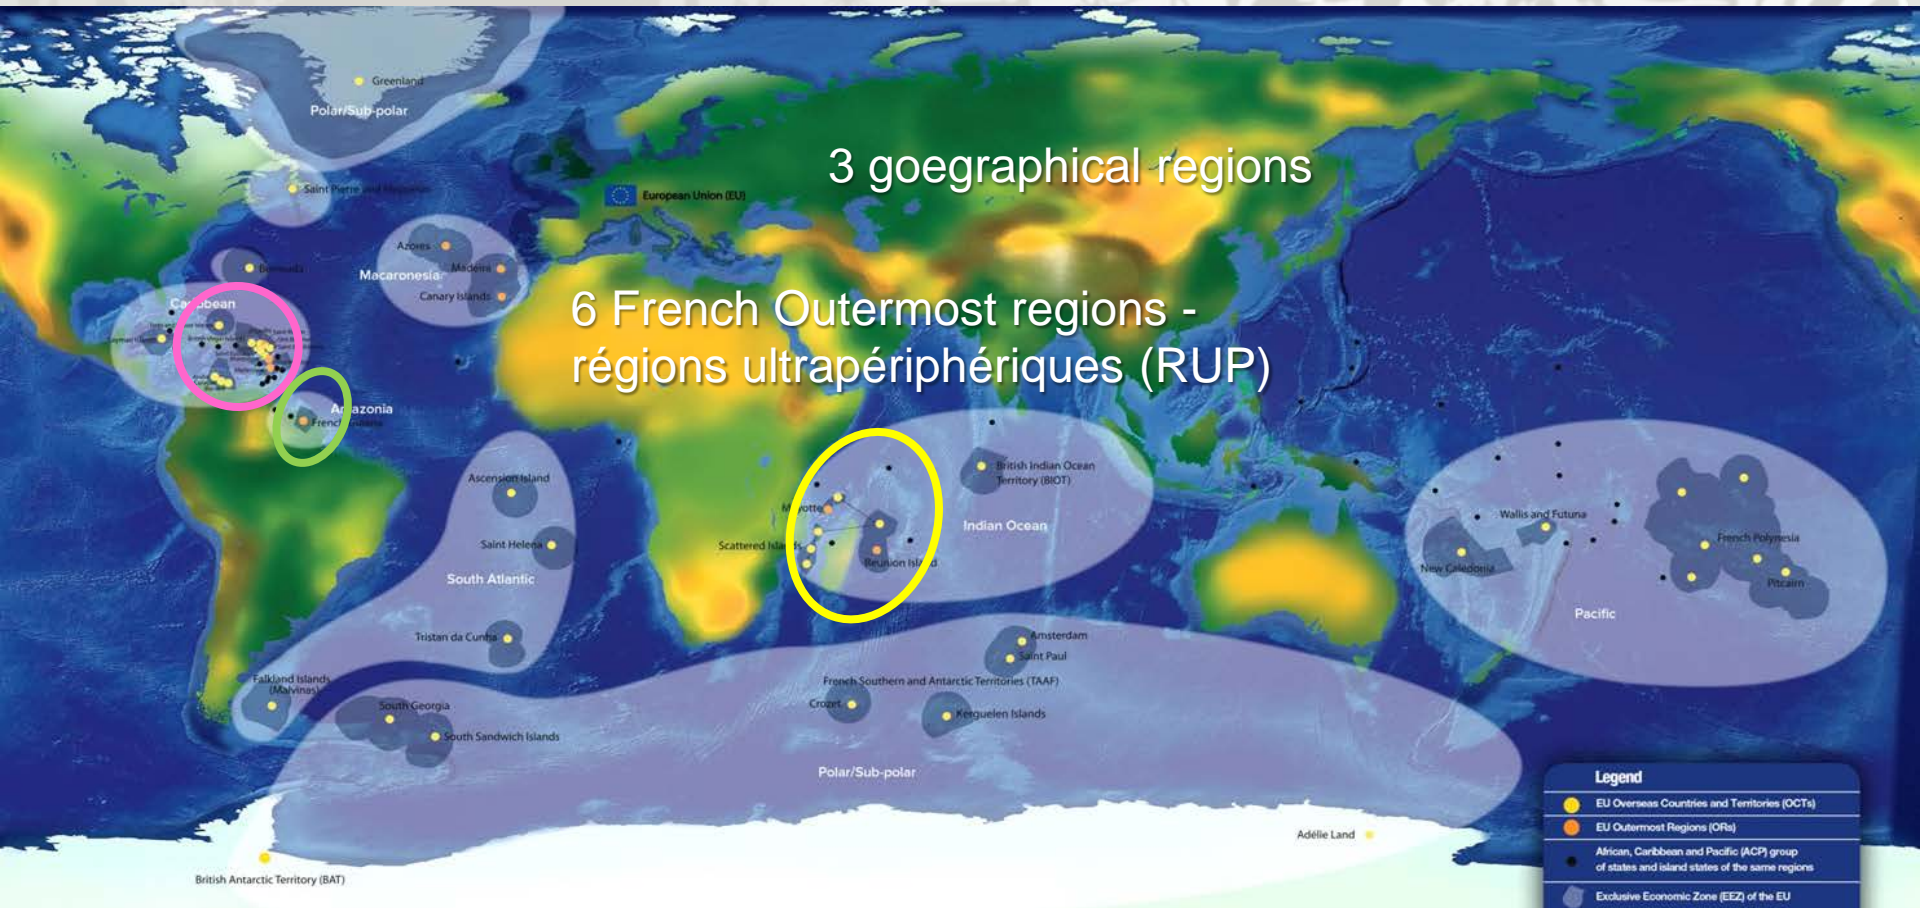 Greenland
Polar/Sub-polar
3 goegraphical regions
Saint Pierre and Miquelon
European Union (EU)
Azores
Bermuda
Macaronesia
Madeira
Canary Islands
6 French Outermost regions -
régions ultrapériphériques (RUP)
Caribbean
Cayman Islands
Amazonia
French Guiana
Ascension Island
British Indian Ocean
Territory (BIOT)
Mayotte
Wallis and Futuna
Indian Ocean
Saint Helena
Scattered Islands
French Polynesia
Reunion Island
New Caledonia
South Atlantic
Pitcairn
Pacific
Tristan da Cunha
Amsterdam
Saint Paul
Falkland Islands
(Malvinas)
French Southern and Antarctic Territories (TAAF)
South Georgia
Crozet
Kerguelen Islands
South Sandwich Islands
Polar/Sub-polar
Legend
EU Overseas Countries and Territories (OCTs)
EU Outermost Regions (ORs)
Adélie Land
African, Caribbean and Pacific (ACP) group
of states and island states of the same regions
British Antarctic Territory (BAT)
Exclusive Economic Zone (EEZ) of the EU